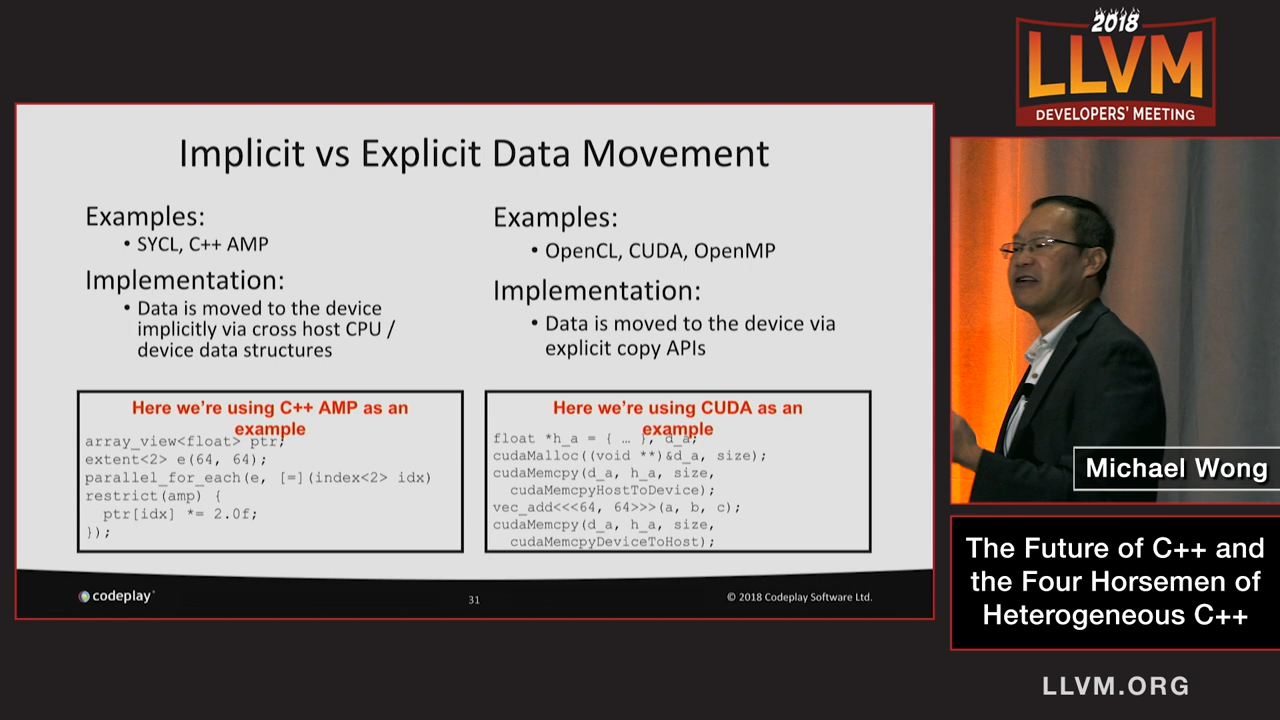 2018
LLVM
DEVELOPERS' MEETING
Implicit vs Explicit Data Movement
Examples:
• SYCL, C++ AMP
Implementation:
• Data is moved to the device
implicitly via cross host CPU /
device data structures
Here we're using C++ AMP as an
example
array_view<float> ptr;
extent<2> e(64, 64);
parallel_for_each(e, [=](index<2> idx)
restrict(amp) {
ptr[idx] *= 2.0f;
});
Examples:
• OpenCL, CUDA, OpenMP
Implementation:
• Data is moved to the device via
explicit copy APIs
Here we're using CUDA as an
example
float *h_a = { … }, d_a;
cudaMalloc((void **)&d_a, size);
cudaMemcpy(d_a, h_a, size,
cudaMemcpyHostToDevice);
vec_add<<<64, 64>>>(a, b, c);
cudaMemcpy(d_a, h_a, size,
cudaMemcpyDeviceToHost);
codeplay
31
© 2018 Codeplay Software Ltd.
Michael Wong
The Future of C++ and
the Four Horsemen of
Heterogeneous C++
LLVM.ORG